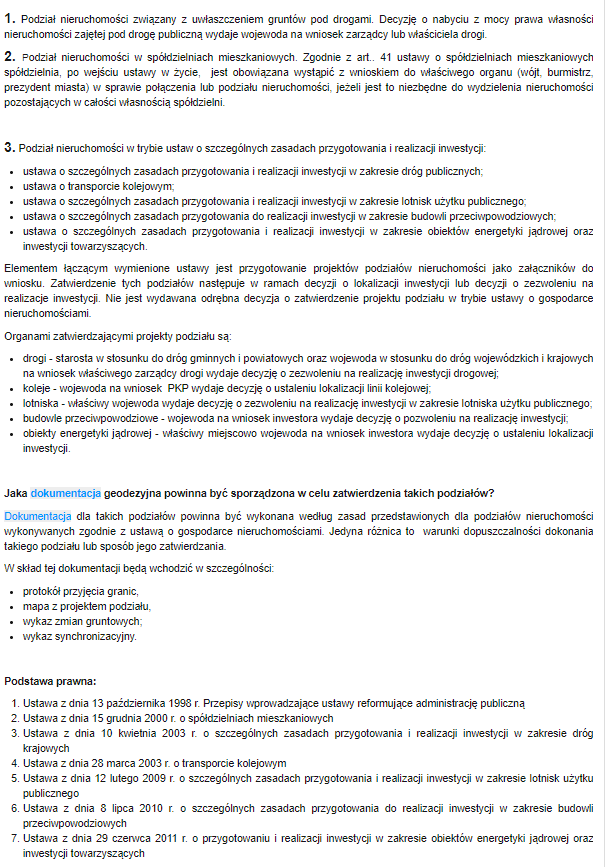 1. Podział nieruchomości związany z uwłaszczeniem gruntów pod drogami. Decyzję o nabyciu z mocy prawa własności
nieruchomości zajętej pod drogę publiczną wydaje wojewoda na wniosek zarządcy lub właściciela drogi.
2. Podział nieruchomości w spółdzielniach mieszkaniowych. Zgodnie z art.. 41 ustawy o spółdzielniach mieszkaniowych
spółdzielnia, po wejściu ustawy w życie, jest obowiązana wystąpić z wnioskiem do właściwego organu (wójt, burmistrz,
prezydent miasta) w sprawie połączenia lub podziału nieruchomości, jeżeli jest to niezbędne do wydzielenia nieruchomości
pozostających w całości własnością spółdzielni.
3. Podział nieruchomości w trybie ustaw o szczególnych zasadach przygotowania i realizacji inwestycji:
• ustawa o szczególnych zasadach przygotowania i realizacji inwestycji w zakresie dróg publicznych;
• ustawa o transporcie kolejowym;
• ustawa o szczególnych zasadach przygotowania i realizacji inwestycji w zakresie lotnisk użytku publicznego;
• ustawa o szczególnych zasadach przygotowania do realizacji inwestycji w zakresie budowli przeciwpowodziowych;
• ustawa o szczególnych zasadach przygotowania i realizacji inwestycji w zakresie obiektów energetyki jądrowej oraz
inwestycji towarzyszących.
Elementem łączącym wymienione ustawy jest przygotowanie projektów podziałów nieruchomości jako załączników do
wniosku. Zatwierdzenie tych podziałów następuje w ramach decyzji o lokalizacji inwestycji lub decyzji o zezwoleniu na
realizacje inwestycji. Nie jest wydawana odrębna decyzja o zatwierdzenie projektu podziału w trybie ustawy o gospodarce
nieruchomościami.
Organami zatwierdzającymi projekty podziału są:
• drogi - starosta w stosunku do dróg gminnych i powiatowych oraz wojewoda w stosunku do dróg wojewódzkich i krajowych
na wniosek właściwego zarządcy drogi wydaje decyzję o zezwoleniu na realizację inwestycji drogowej;
• koleje - wojewoda na wniosek PKP wydaje decyzję o ustaleniu lokalizacji linii kolejowej;
• lotniska - właściwy wojewoda wydaje decyzję o zezwoleniu na realizację inwestycji w zakresie lotniska użytku publicznego;
• budowle przeciwpowodziowe - wojewoda na wniosek inwestora wydaje decyzję o pozwoleniu na realizację inwestycji;
• obiekty energetyki jądrowej - właściwy miejscowo wojewoda na wniosek inwestora wydaje decyzję o ustaleniu lokalizacji
inwestycji.
Jaka dokumentacja geodezyjna powinna być sporządzona w celu zatwierdzenia takich podziałów?
Dokumentacja dla takich podziałów powinna być wykonana według zasad przedstawionych dla podziałów nieruchomości
wykonywanych zgodnie z ustawą o gospodarce nieruchomościami. Jedyna różnica to warunki dopuszczalności dokonania
takiego podziału lub sposób jego zatwierdzania.
W skład tej dokumentacji będą wchodzić w szczególności:
• protokół przyjęcia granic,
• mapa z projektem podziału,
• wykaz zmian gruntowych;
• wykaz synchronizacyjny.
Podstawa prawna:
1. Ustawa z dnia 13 października 1998 r. Przepisy wprowadzające ustawy reformujące administrację publiczną
2. Ustawa z dnia 15 grudnia 2000 r. o spółdzielniach mieszkaniowych
3. Ustawa z dnia 10 kwietnia 2003 r. o szczególnych zasadach przygotowania i realizacji inwestycji w zakresie dróg
krajowych
4. Ustawa z dnia 28 marca 2003 r. o transporcie kolejowym
5. Ustawa z dnia 12 lutego 2009 r. o szczególnych zasadach przygotowania i realizacji inwestycji w zakresie lotnisk użytku
publicznego
6. Ustawa z dnia 8 lipca 2010 r. o szczególnych zasadach przygotowania do realizacji inwestycji w zakresie budowli
przeciwpowodziowych
7. Ustawa z dnia 29 czerwca 2011 r. o przygotowaniu i realizacji inwestycji w zakresie obiektów energetyki jądrowej oraz
inwestycji towarzyszących